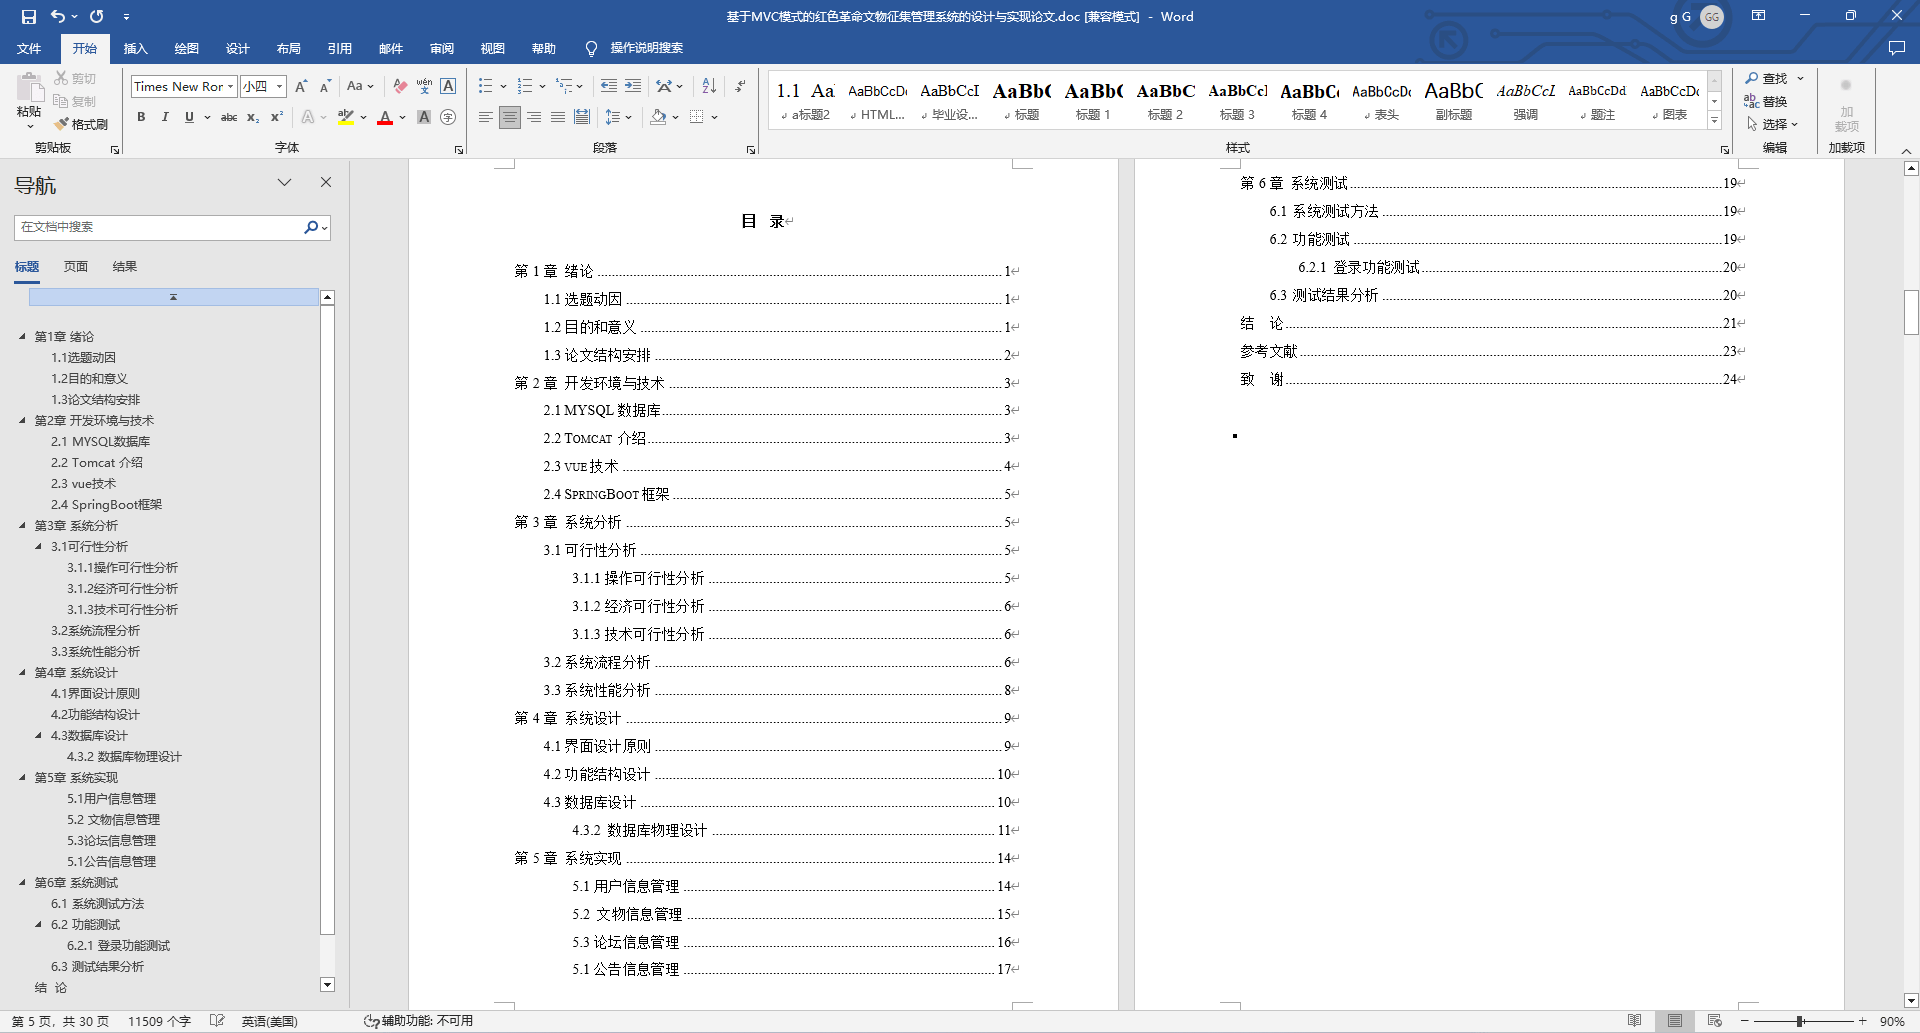 基于MVC模式的红色革命文物征集管理系统的设计与实现论文.doc [兼容模式] - Word
g G GG
文件 开始 插入 绘图 设计 布局 引用 邮件 审阅 视图 帮助 操作说明搜索
粘贴 剪切 复制 格式刷
剪贴板
Times New Ror 小四
字体
段落
1.1 Aa AaBbCcDc AaBbCcI AaBb( AaBb( AaBbC AaBbCcI AaBbC AaBbCcDc AaBbC AaBbCcL AaBbCcDd AaBbCcDc
a标题2 HTML... 毕业设... 标题 标题 1 标题 2 标题 3 标题 4 表头 副标题 强调 题注 图表
样式
查找 替换 选择
编辑
加载项
加载项
导航
在文档中搜索
标题 页面 结果
第1章 绪论
1.1选题动因
1.2目的和意义
1.3论文结构安排
第2章 开发环境与技术
2.1 MYSQL数据库
2.2 Tomcat 介绍
2.3 vue技术
2.4 SpringBoot框架
第3章 系统分析
3.1可行性分析
3.1.1操作可行性分析
3.1.2经济可行性分析
3.1.3技术可行性分析
3.2系统流程分析
3.3系统性能分析
第4章 系统设计
4.1界面设计原则
4.2功能结构设计
4.3数据库设计
4.3.2 数据库物理设计
第5章 系统实现
5.1用户信息管理
5.2 文物信息管理
5.3论坛信息管理
5.1公告信息管理
第6章 系统测试
6.1 系统测试方法
6.2 功能测试
6.2.1 登录功能测试
6.3 测试结果分析
结 论
目 录
第 1 章 绪论 1
1.1 选题动因 1
1.2 目的和意义 1
1.3 论文结构安排 2
第 2 章 开发环境与技术 3
2.1 MYSQL 数据库 3
2.2 TOMCAT 介绍 3
2.3 VUE 技术 4
2.4 SPRINGBOOT 框架 5
第 3 章 系统分析 5
3.1 可行性分析 5
3.1.1 操作可行性分析 5
3.1.2 经济可行性分析 6
3.1.3 技术可行性分析 6
3.2 系统流程分析 6
3.3 系统性能分析 8
第 4 章 系统设计 9
4.1 界面设计原则 9
4.2 功能结构设计 10
4.3 数据库设计 10
4.3.2 数据库物理设计 11
第 5 章 系统实现 14
5.1 用户信息管理 14
5.2 文物信息管理 15
5.3 论坛信息管理 16
5.1 公告信息管理 17
第 6 章 系统测试 19
6.1 系统测试方法 19
6.2 功能测试 19
6.2.1 登录功能测试 20
6.3 测试结果分析 20
结 论 21
参考文献 23
致 谢 24
第 5 页, 共 30 页 11509 个字 英语(美国) 辅助功能: 不可用 90%